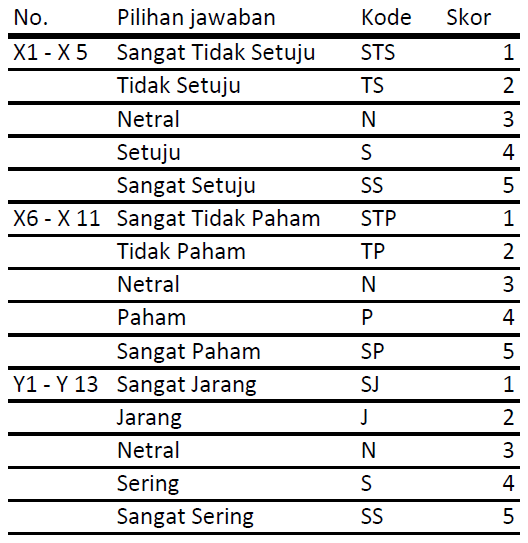 No. Pilihan jawaban Kode Skor
X1 - X 5 Sangat Tidak Setuju STS 1
Tidak Setuju TS 2
Netral N 3
Setuju S 4
Sangat Setuju SS 5
X6 - X 11 Sangat Tidak Paham STP 1
Tidak Paham TP 2
Netral N 3
Paham P 4
Sangat Paham SP 5
Y1 - Y 13 Sangat Jarang SJ 1
Jarang J 2
Netral N 3
Sering S 4
Sangat Sering SS 5